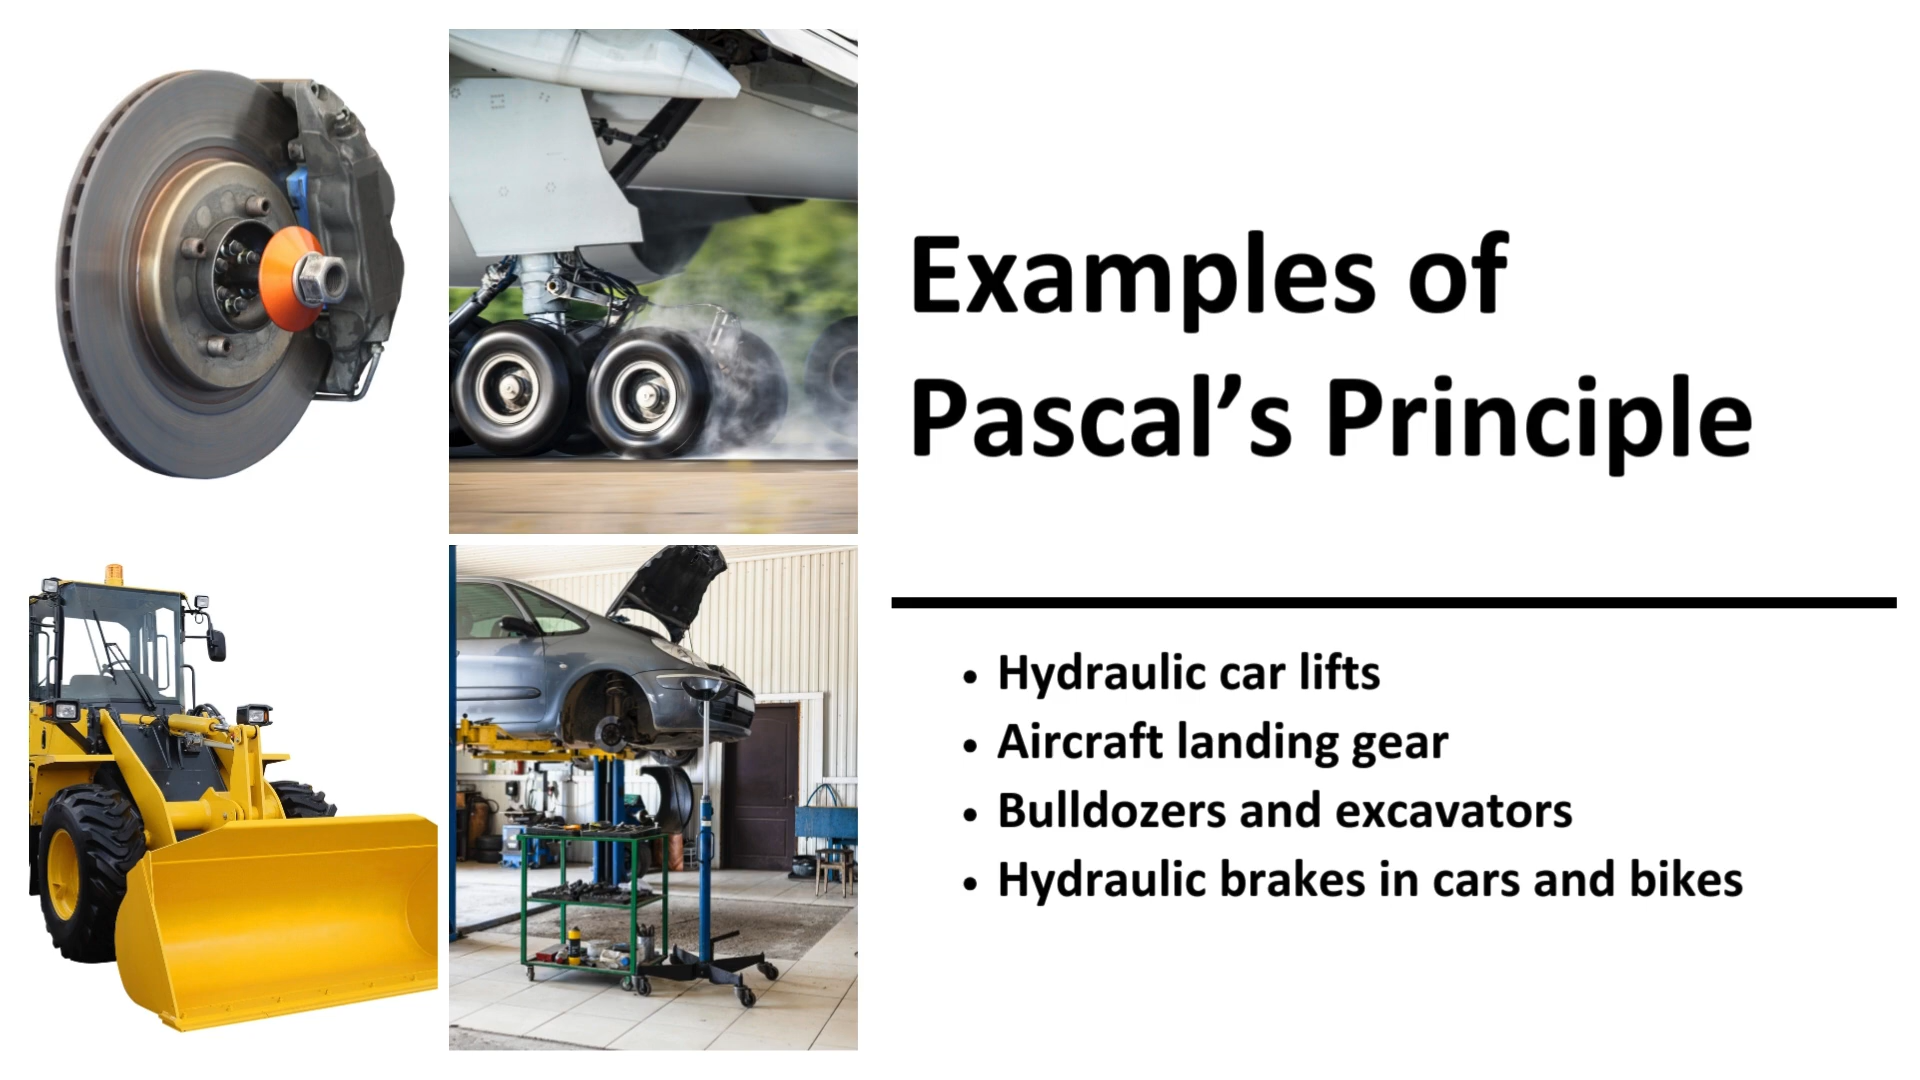 Examples of
Pascal’s Principle
• Hydraulic car lifts
• Aircraft landing gear
• Bulldozers and excavators
• Hydraulic brakes in cars and bikes